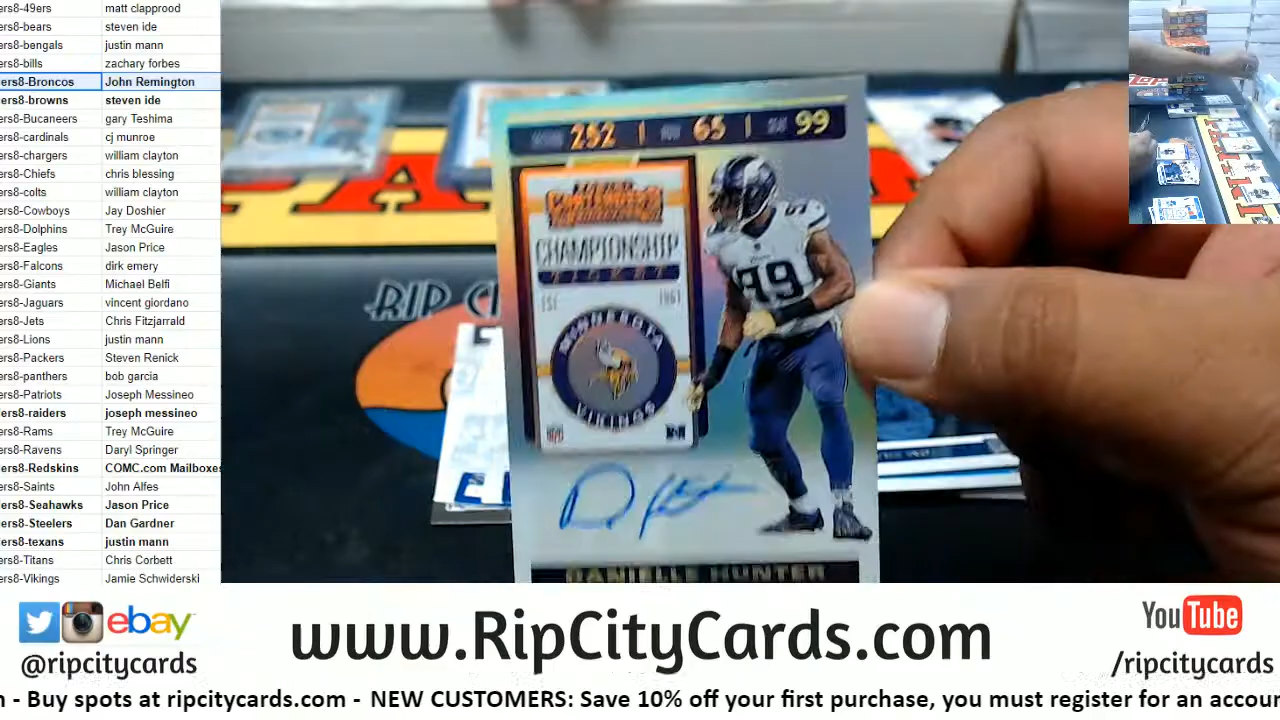 ers8-49ers matt clapprood
ers8-bears steven ide
ers8-bengals justin mann
ers8-bills zachary forbes
ers8-Broncos John Remington
ers8-browns steven ide
ers8-Bucaneers gary Teshima
ers8-cardinals cj munroe
ers8-chargers william clayton
ers8-Chiefs chris blessing
ers8-colts william clayton
ers8-Cowboys Jay Doshier
ers8-Dolphins Trey McGuire
ers8-Eagles Jason Price
ers8-Falcons dirk emery
ers8-Giants Michael Belfi
ers8-Jaguars vincent giordano
ers8-Jets Chris Fitzjarrald
ers8-Lions justin mann
ers8-Packers Steven Renick
ers8-panthers bob garcia
ers8-Patriots Joseph Messineo
ers8-raiders joseph messineo
ers8-Rams Trey McGuire
ers8-Ravens Daryl Springer
ers8-Redskins COMC.com Mailboxes
ers8-Saints John Alfes
ers8-Seahawks Jason Price
ers8-Steelers Dan Gardner
ers8-texans justin mann
ers8-Titans Chris Corbett
ers8-Vikings Jamie Schwiderski
252 | 65 | 99
CONTENDERS
CHAMPIONSHIP
TICKET
EST 1961
MINNESOTA
VIKINGS
99
DANIELLE HUNTER
RIP C
ebay
@ripcitycards
www.RipCityCards.com
YouTube
/ripcitycards
- Buy spots at ripcitycards.com - NEW CUSTOMERS: Save 10% off your first purchase, you must register for an accoun